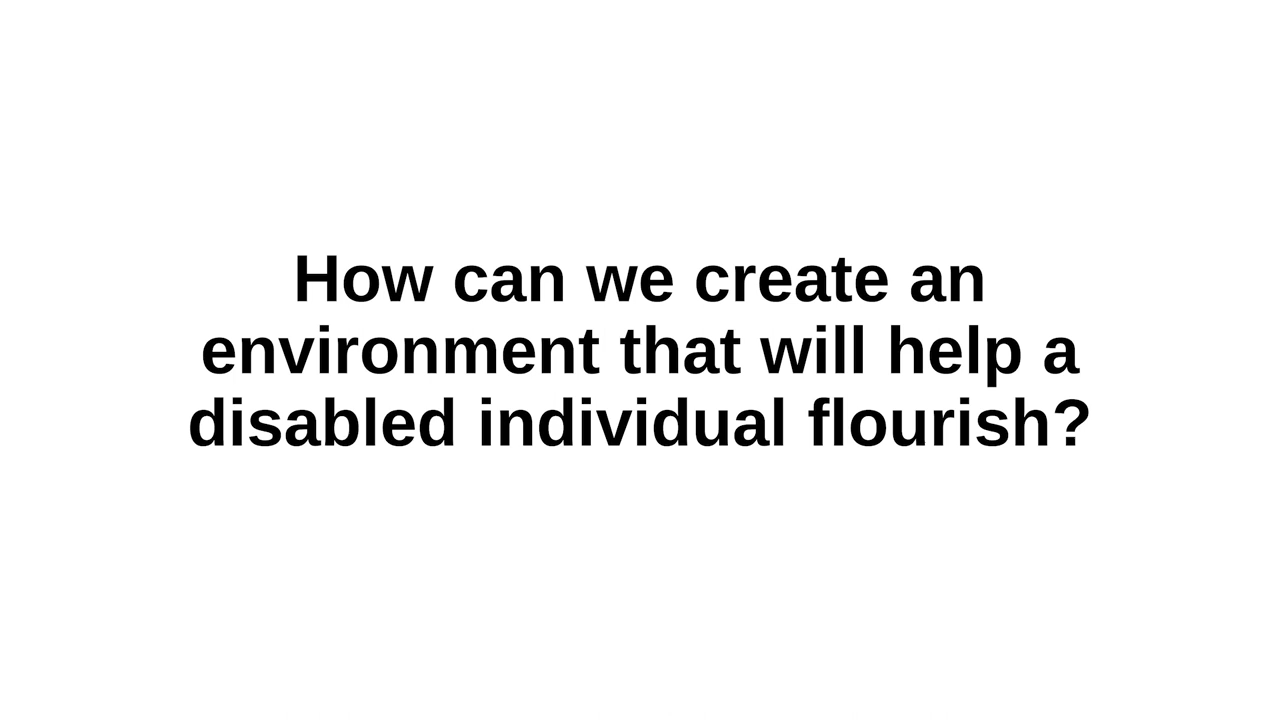 How can we create an
environment that will help a
disabled individual flourish?